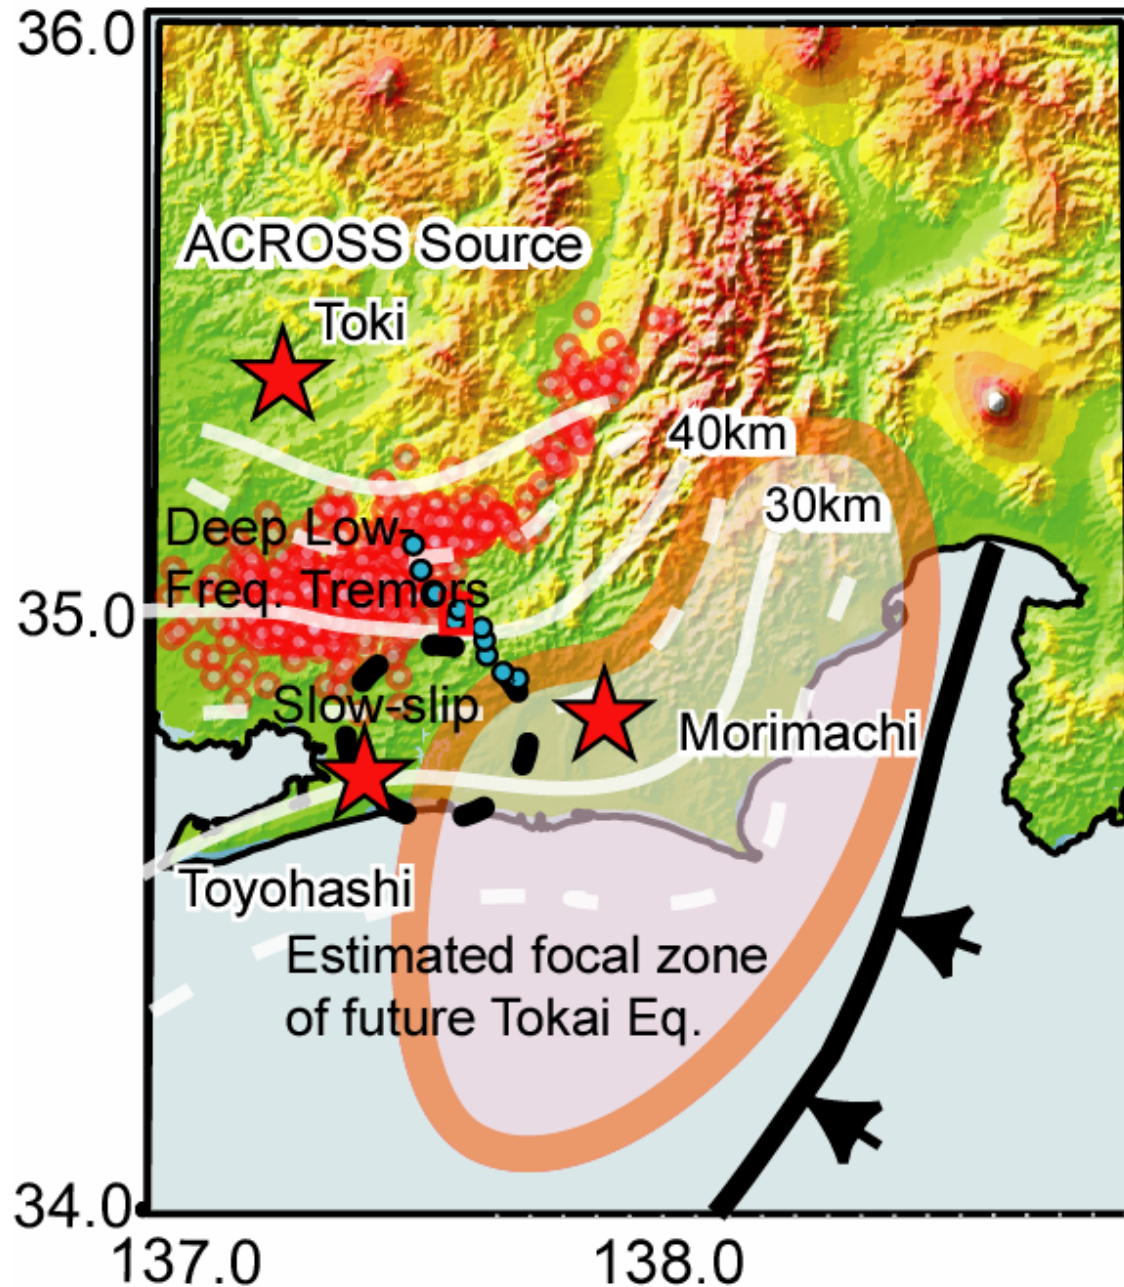 36.0
ACROSS Source
Toki
40km
30km
Deep Low-
Freq. Tremors
35.0
Slow-slip
Morimachi
Toyohashi
Estimated focal zone
of future Tokai Eq.
34.0
137.0
138.0